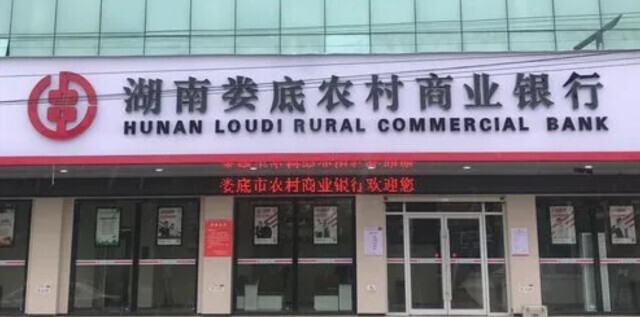 湖南娄底农村商业银行
HUNAN LOUDI RURAL COMMERCIAL BANK
娄底市农村商业银行欢迎您